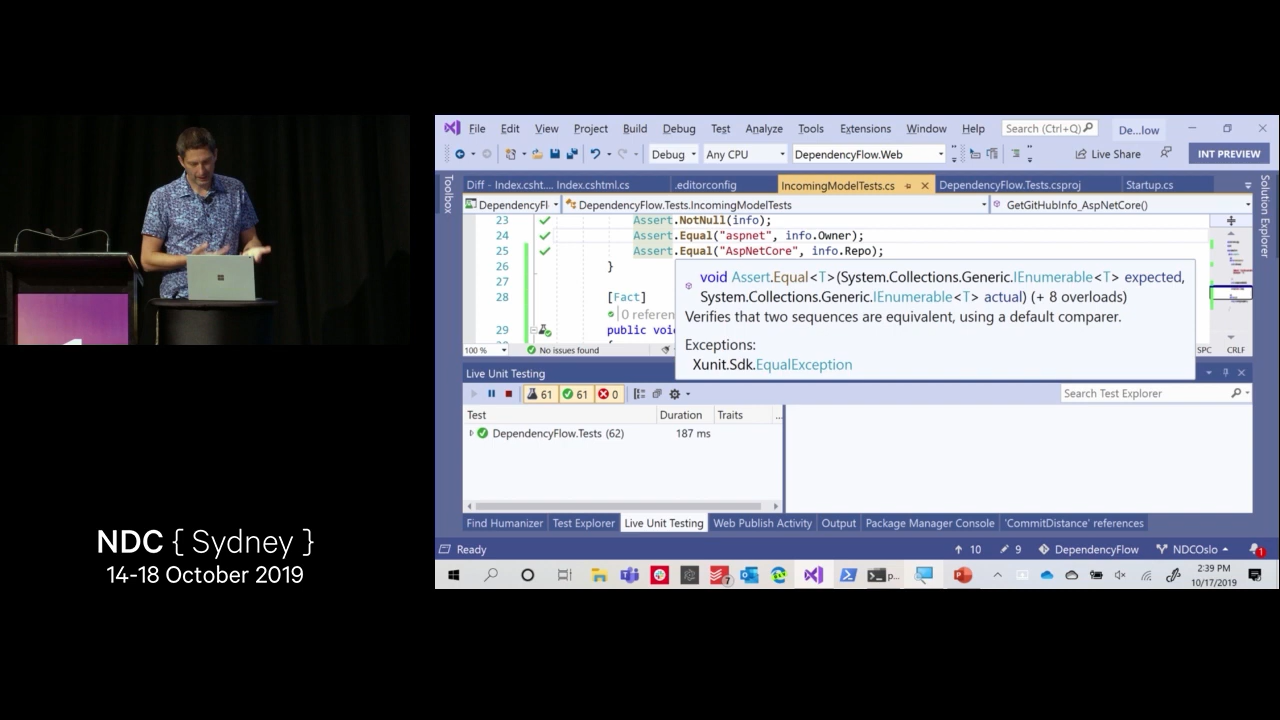 File Edit View Project Build Debug Test Analyze Tools Extensions Window Help Search (Ctrl+Q) De...low
Debug Any CPU DependencyFlow.Web Live Share INT PREVIEW
Toolbox
Diff - Index.csht.... Index.cshtml.cs .editorconfig IncomingModelTests.cs DependencyFlow.Tests.csproj Startup.cs
Solution Explorer
DependencyFl DependencyFlow.Tests.IncomingModelTests GetGitHubInfo_AspNetCore()
23 Assert.NotNull(info);
24 Assert.Equal("aspnet", info.Owner);
25 Assert.Equal("AspNetCore", info.Repo);
26 }
27
28 [Fact]
0 referen
29 public voi
void Assert.Equal<T>(System.Collections.Generic.IEnumerable<T> expected,
System.Collections.Generic.IEnumerable<T> actual) (+ 8 overloads)
Verifies that two sequences are equivalent, using a default comparer.
Exceptions:
Xunit.Sdk.EqualException
100 % No issues found SPC CRLF
Live Unit Testing
61 61 0 Search Test Explorer
Test Duration Traits ...
DependencyFlow.Tests (62) 187 ms
Find Humanizer Test Explorer Live Unit Testing Web Publish Activity Output Package Manager Console 'CommitDistance' references
Ready 10 9 DependencyFlow NDCOslo 1
7 p... 2:39 PM
10/17/2019
NDC { Sydney }
14-18 October 2019